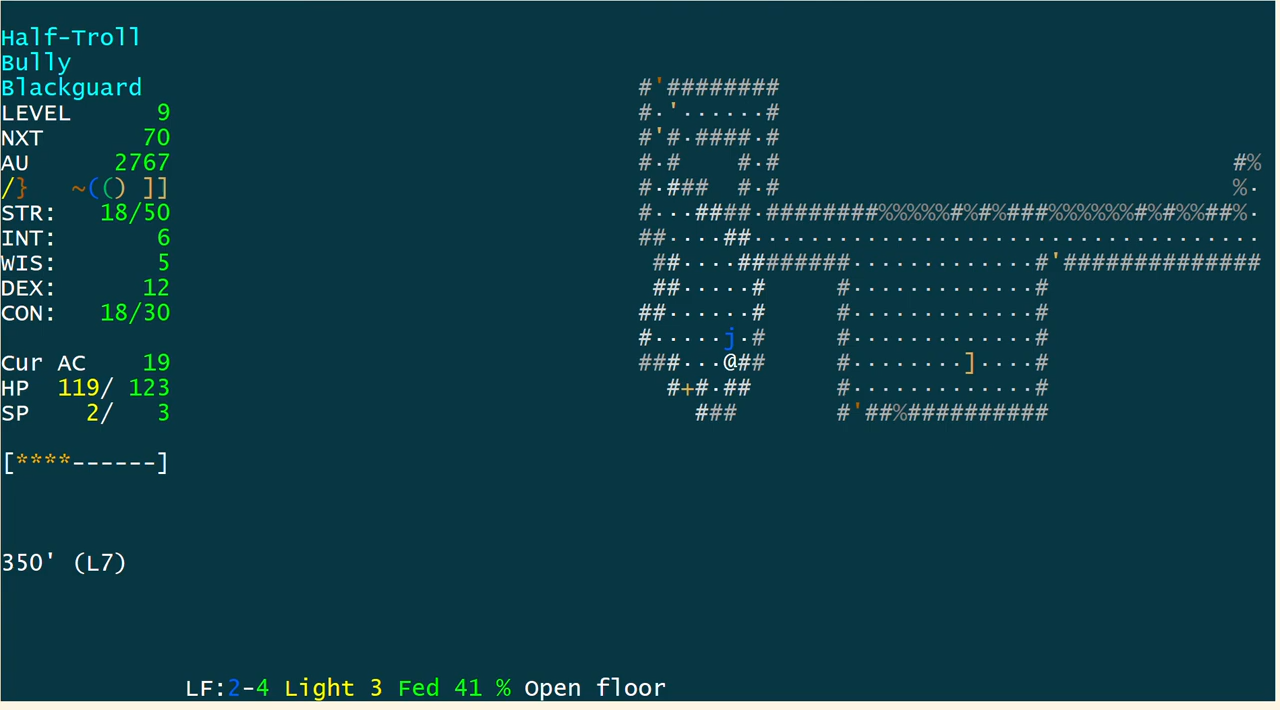 Half-Troll
Bully
Blackguard #'########
LEVEL 9 #·'······#
NXT 70 #'#·####·#
AU 2767 #·# #·# #%
/} ~(() ]] #·### #·# %·
STR: 18/50 #···####·########%%%%%#%#%###%%%%%%#%#%%##%·
INT: 6 ##····##····································
WIS: 5 ##····########·············#'##############
DEX: 12 ##·····# #·············#
CON: 18/30 ##······# #·············#
#·····j·# #·············#
Cur AC 19 ###···@## #········]····#
HP 119/ 123 #+#·## #·············#
SP 2/ 3 ### #'##%##########
[****------]
350' (L7)
LF:2-4 Light 3 Fed 41 % Open floor